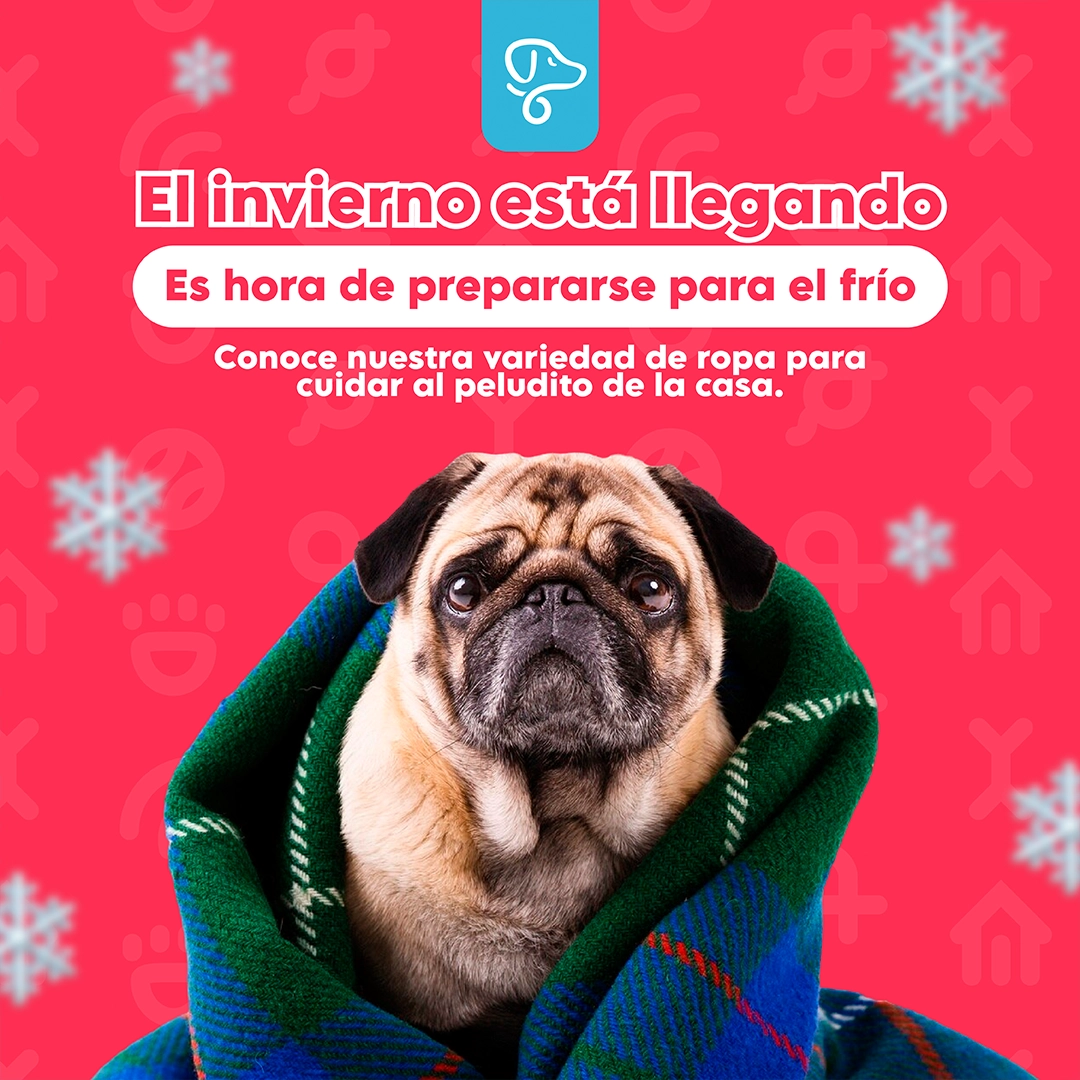 El invierno está llegando
Es hora de prepararse para el frío
Conoce nuestra variedad de ropa para
cuidar al peludito de la casa.